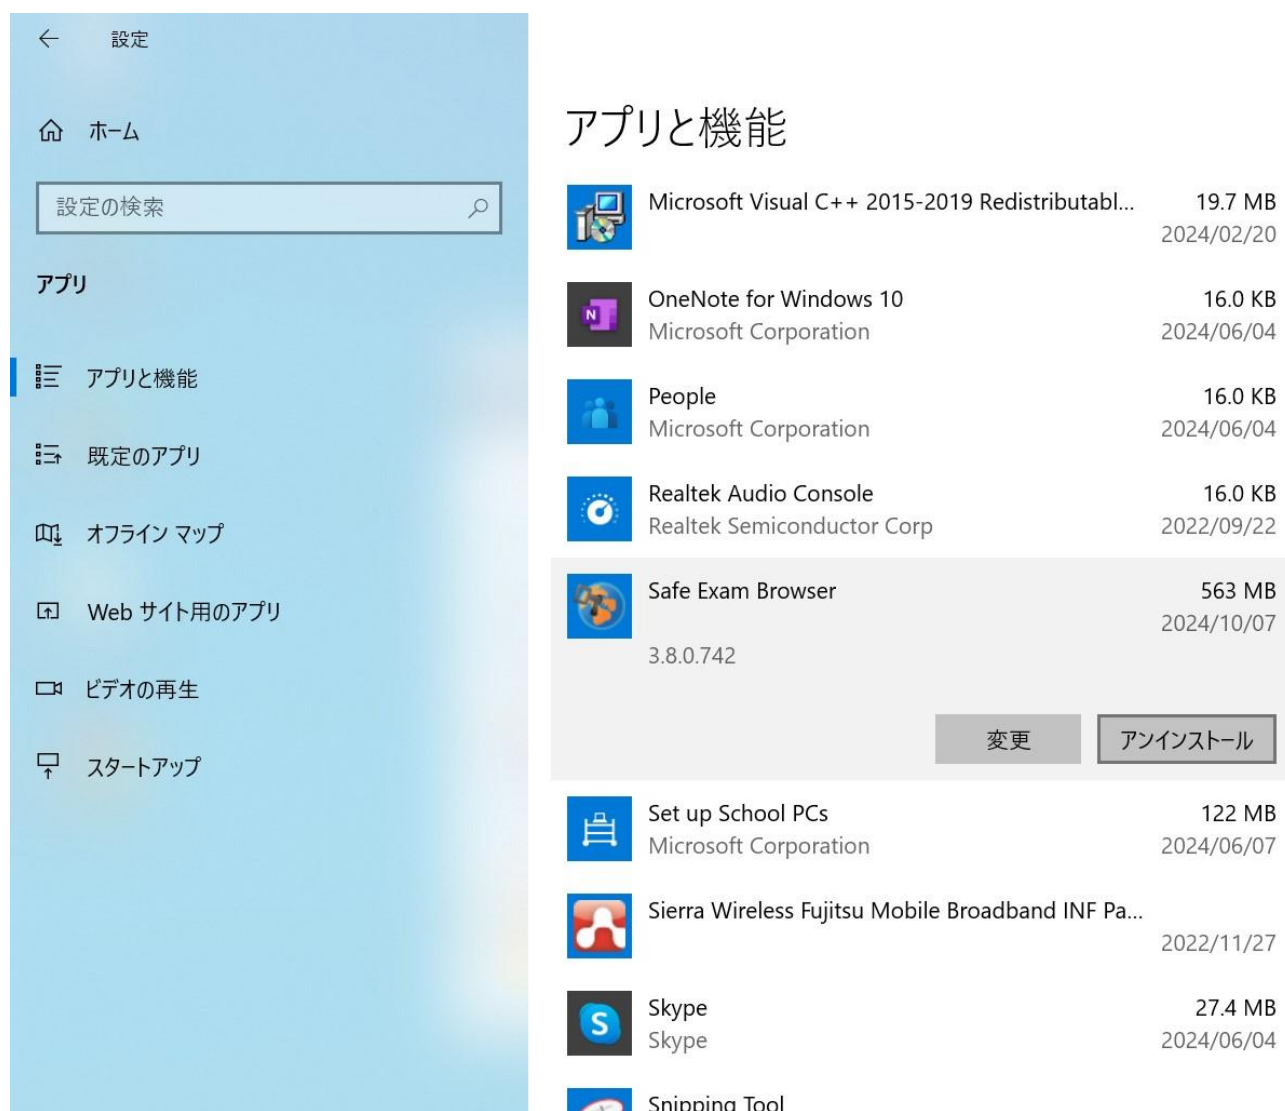 設定
ホーム
設定の検索
アプリ
アプリと機能
既定のアプリ
オフライン マップ
Web サイト用のアプリ
ビデオの再生
スタートアップ
アプリと機能
Microsoft Visual C++ 2015-2019 Redistributabl...
19.7 MB
2024/02/20
OneNote for Windows 10
16.0 KB
Microsoft Corporation
2024/06/04
People
16.0 KB
Microsoft Corporation
2024/06/04
Realtek Audio Console
16.0 KB
Realtek Semiconductor Corp
2022/09/22
Safe Exam Browser
563 MB
2024/10/07
3.8.0.742
変更
アンインストール
Set up School PCs
122 MB
Microsoft Corporation
2024/06/07
Sierra Wireless Fujitsu Mobile Broadband INF Pa...
2022/11/27
Skype
27.4 MB
Skype
2024/06/04
Snipping Tool